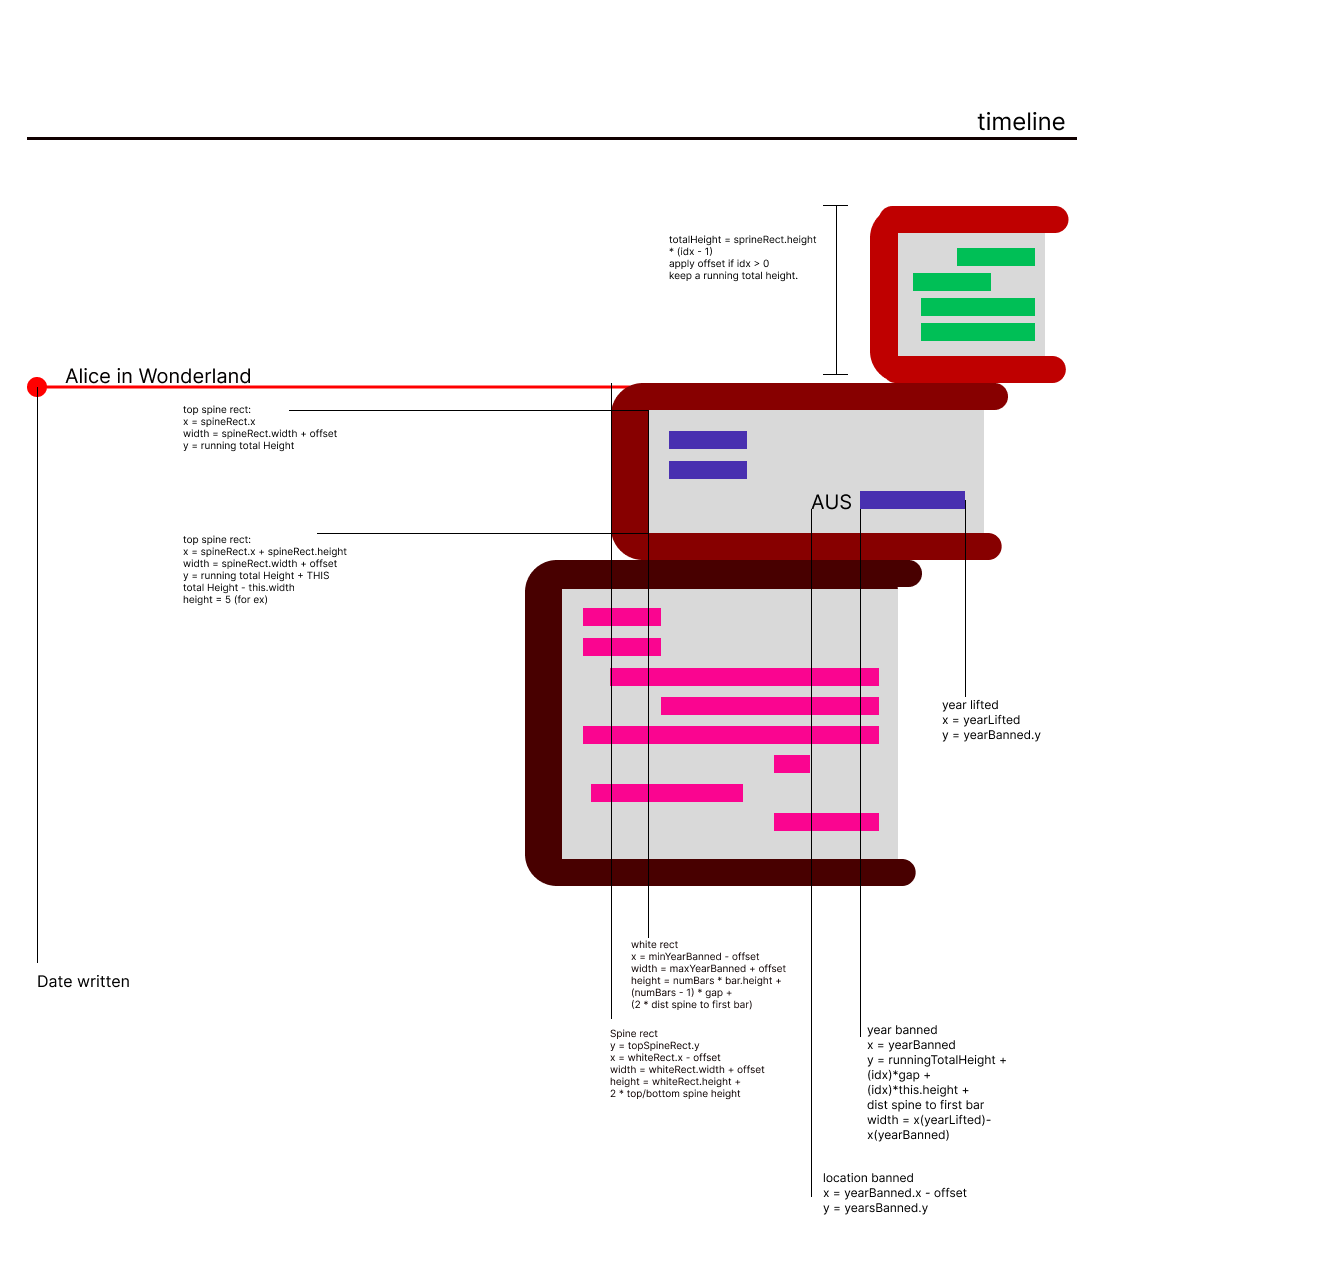 timeline
totalHeight = sprineRect.height
* (idx - 1)
apply offset if idx > 0
keep a running total height.
Alice in Wonderland
top spine rect:
x = spineRect.x
width = spineRect.width + offset
y = running total Height
AUS
top spine rect:
x = spineRect.x + spineRect.height
width = spineRect.width + offset
y = running total Height + THIS
total Height - this.width
height = 5 (for ex)
year lifted
x = yearLifted
y = yearBanned.y
Date written
white rect
x = minYearBanned - offset
width = maxYearBanned + offset
height = numBars * bar.height +
(numBars - 1) * gap +
(2 * dist spine to first bar)
Spine rect
y = topSpineRect.y
x = whiteRect.x - offset
width = whiteRect.width + offset
height = whiteRect.height +
2 * top/bottom spine height
year banned
x = yearBanned
y = runningTotalHeight +
(idx)*gap +
(idx)*this.height +
dist spine to first bar
width = x(yearLifted)-
x(yearBanned)
location banned
x = yearBanned.x - offset
y = yearsBanned.y